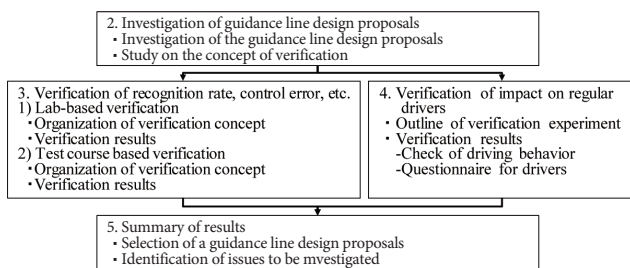 2. Investigation of guidance line design proposals
・Investigation of the guidance line design proposals
・Study on the concept of verification
3. Verification of recognition rate, control error, etc.
1) Lab-based verification
・Organization of verification concept
・Verification results
2) Test course based verification
・Organization of verification concept
・Verification results
4. Verification of impact on regular
drivers
・Outline of verification experiment
・Verification results
-Check of driving behavior
-Questionnaire for drivers
5. Summary of results
・Selection of a guidance line design proposals
・Identification of issues to be mvestigated